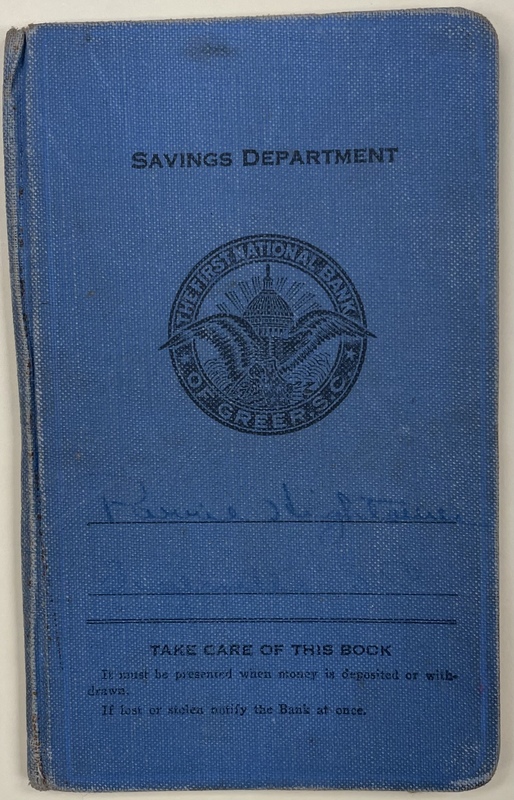 SAVINGS DEPARTMENT
THE FIRST NATIONAL BANK
OF GREER, S.C.
TAKE CARE OF THIS BOOK
It must be presented when money is deposited or with-
drawn.
If lost or stolen notify the Bank at once.